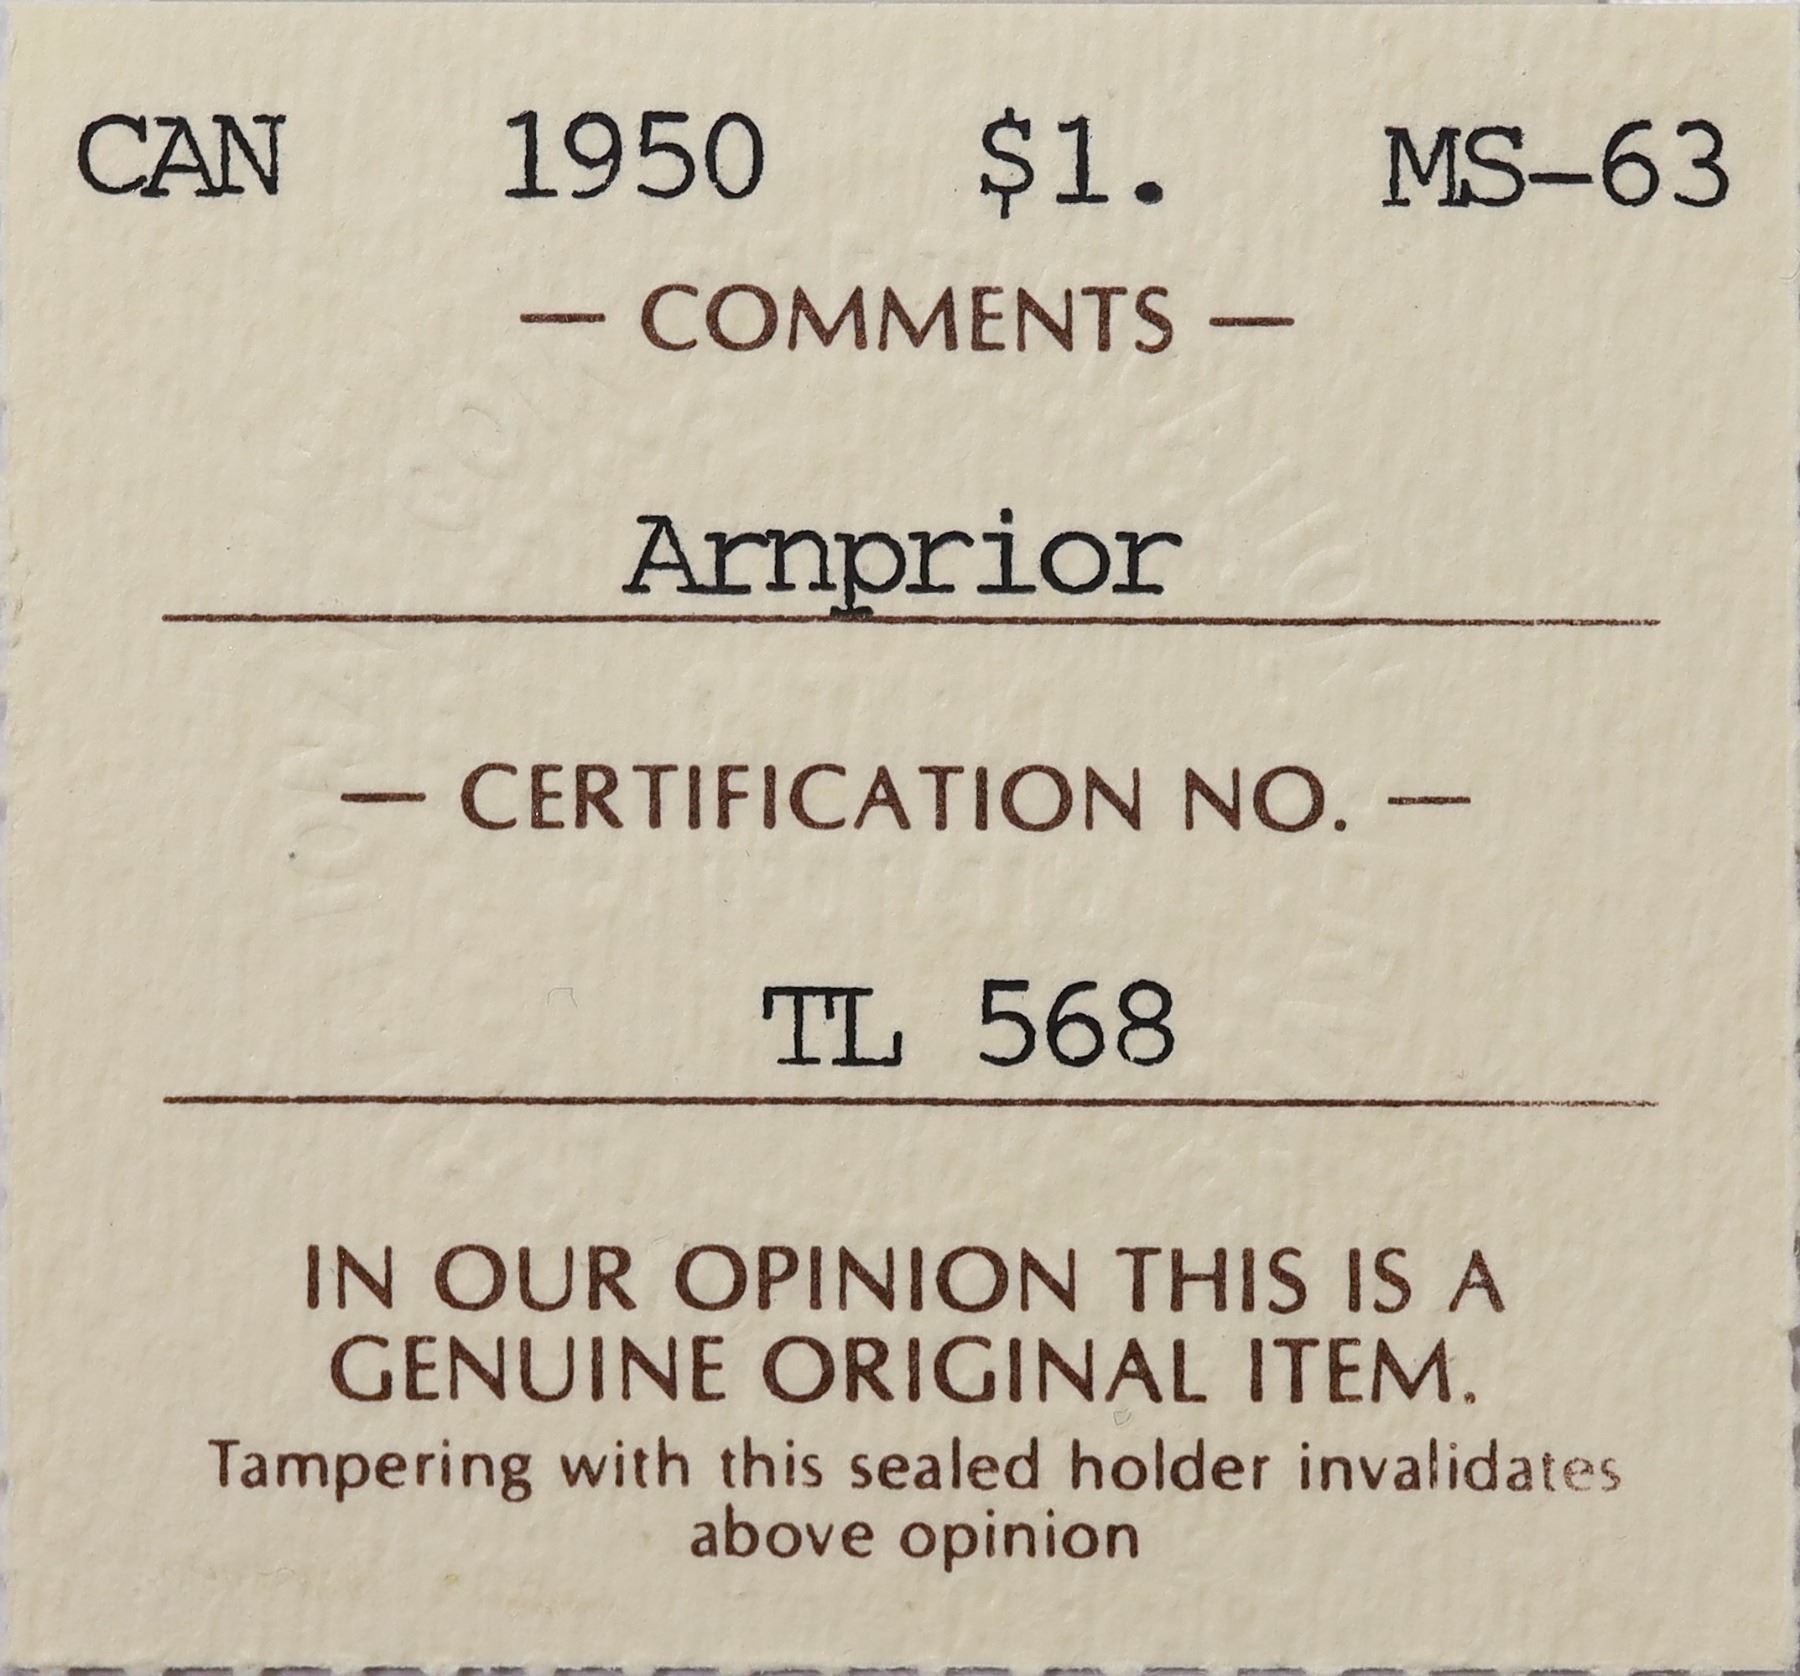 CAN 1950 $1. MS-63
— COMMENTS —
Arnprior
— CERTIFICATION NO. —
TL 568
IN OUR OPINION THIS IS A
GENUINE ORIGINAL ITEM.
Tampering with this sealed holder invalidates
above opinion